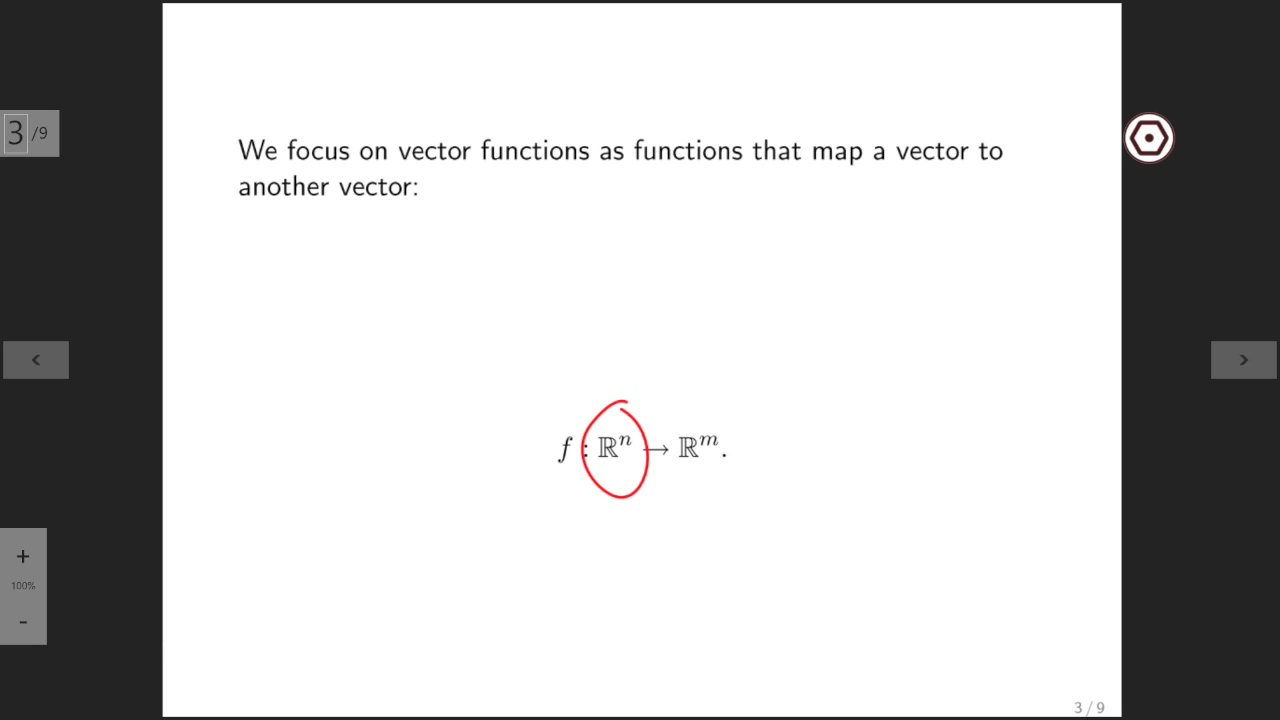 We focus on vector functions as functions that map a vector to
another vector:
3 /9
<
>
f : ℝⁿ → ℝᵐ.
+
100%
-
3 / 9